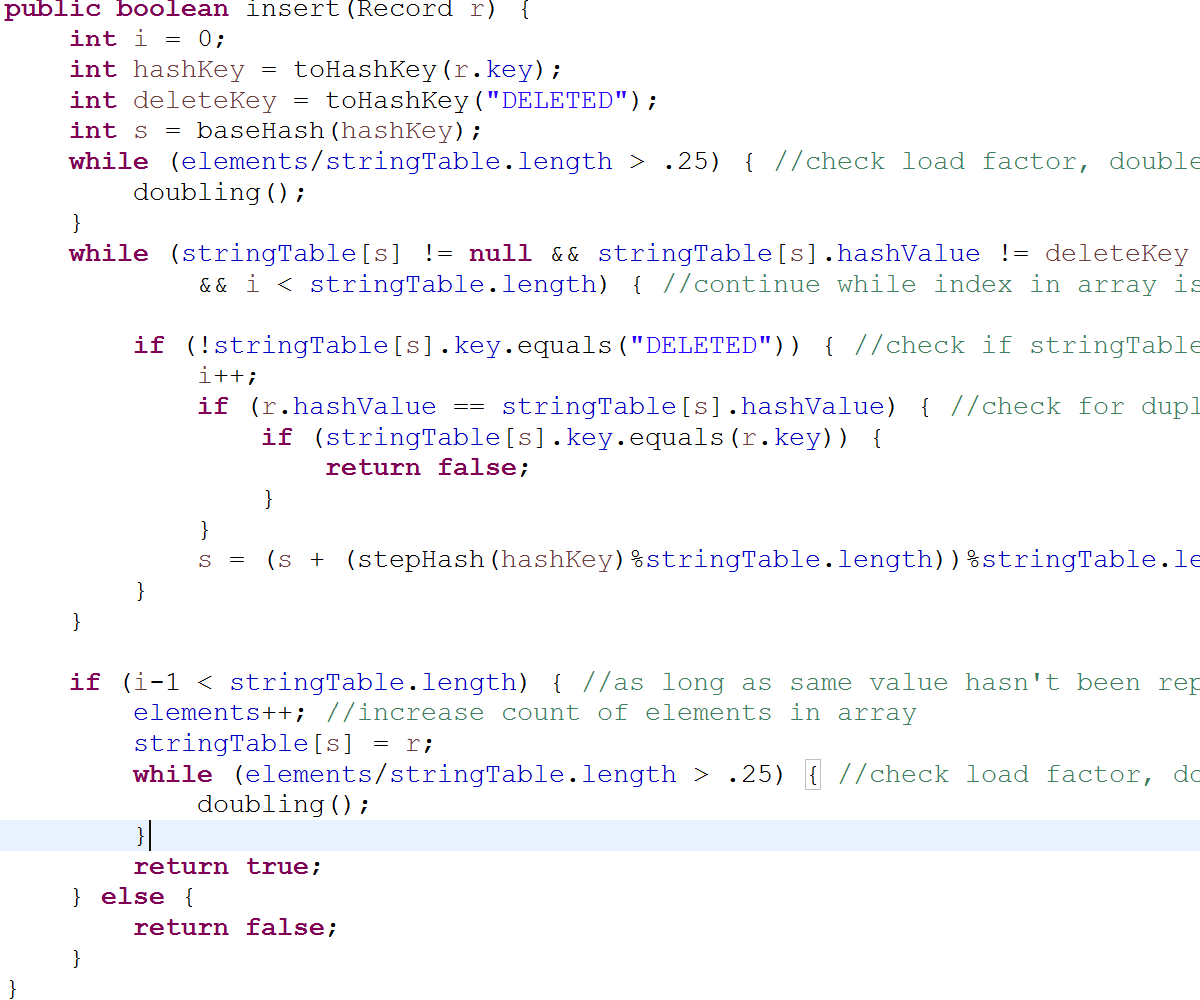 public boolean insert(Record r) {
    int i = 0;
    int hashKey = toHashKey(r.key);
    int deleteKey = toHashKey("DELETED");
    int s = baseHash(hashKey);
    while (elements/stringTable.length > .25) { //check load factor, double
        doubling();
    }
    while (stringTable[s] != null && stringTable[s].hashValue != deleteKey
            && i < stringTable.length) { //continue while index in array is

        if (!stringTable[s].key.equals("DELETED")) { //check if stringTable
            i++;
            if (r.hashValue == stringTable[s].hashValue) { //check for dupl
                if (stringTable[s].key.equals(r.key)) {
                    return false;
                }
            }
            s = (s + (stepHash(hashKey)%stringTable.length))%stringTable.le
        }
    }

    if (i-1 < stringTable.length) { //as long as same value hasn't been rep
        elements++; //increase count of elements in array
        stringTable[s] = r;
        while (elements/stringTable.length > .25) { //check load factor, do
            doubling();
        }
        return true;
    } else {
        return false;
    }
}